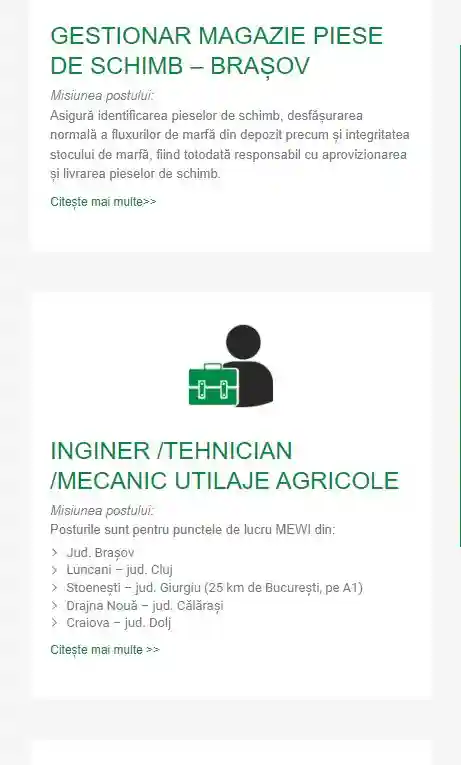 GESTIONAR MAGAZIE PIESE
DE SCHIMB – BRAȘOV
Misiunea postului:
Asigură identificarea pieselor de schimb, desfășurarea
normală a fluxurilor de marfă din depozit precum și integritatea
stocului de marfă, fiind totodată responsabil cu aprovizionarea
și livrarea pieselor de schimb.
Citește mai multe>>
INGINER /TEHNICIAN
/MECANIC UTILAJE AGRICOLE
Misiunea postului:
Posturile sunt pentru punctele de lucru MEWI din:
> Jud. Brașov
> Luncani – jud. Cluj
> Stoenești – jud. Giurgiu (25 km de București, pe A1)
> Drajna Nouă – jud. Călărași
> Craiova – jud. Dolj
Citește mai multe >>